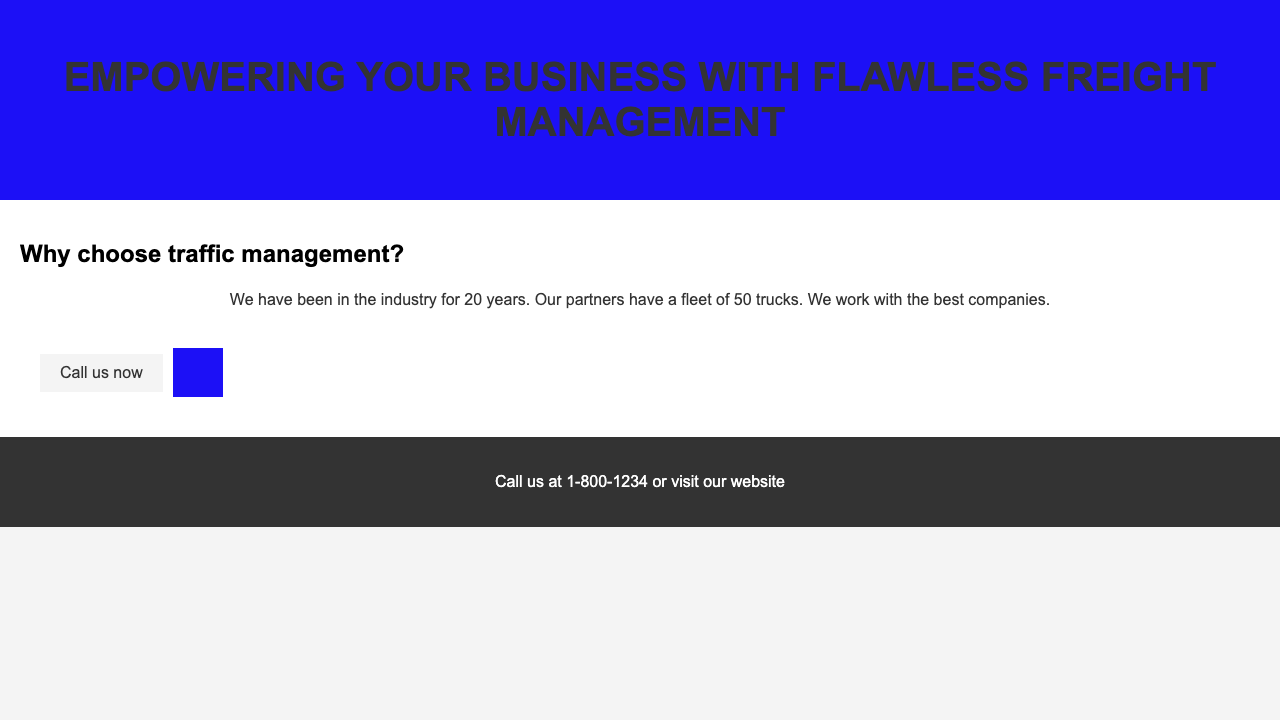 EMPOWERING YOUR BUSINESS WITH FLAWLESS FREIGHT
MANAGEMENT
Why choose traffic management?
We have been in the industry for 20 years. Our partners have a fleet of 50 trucks. We work with the best companies.
Call us now
Call us at 1-800-1234 or visit our website